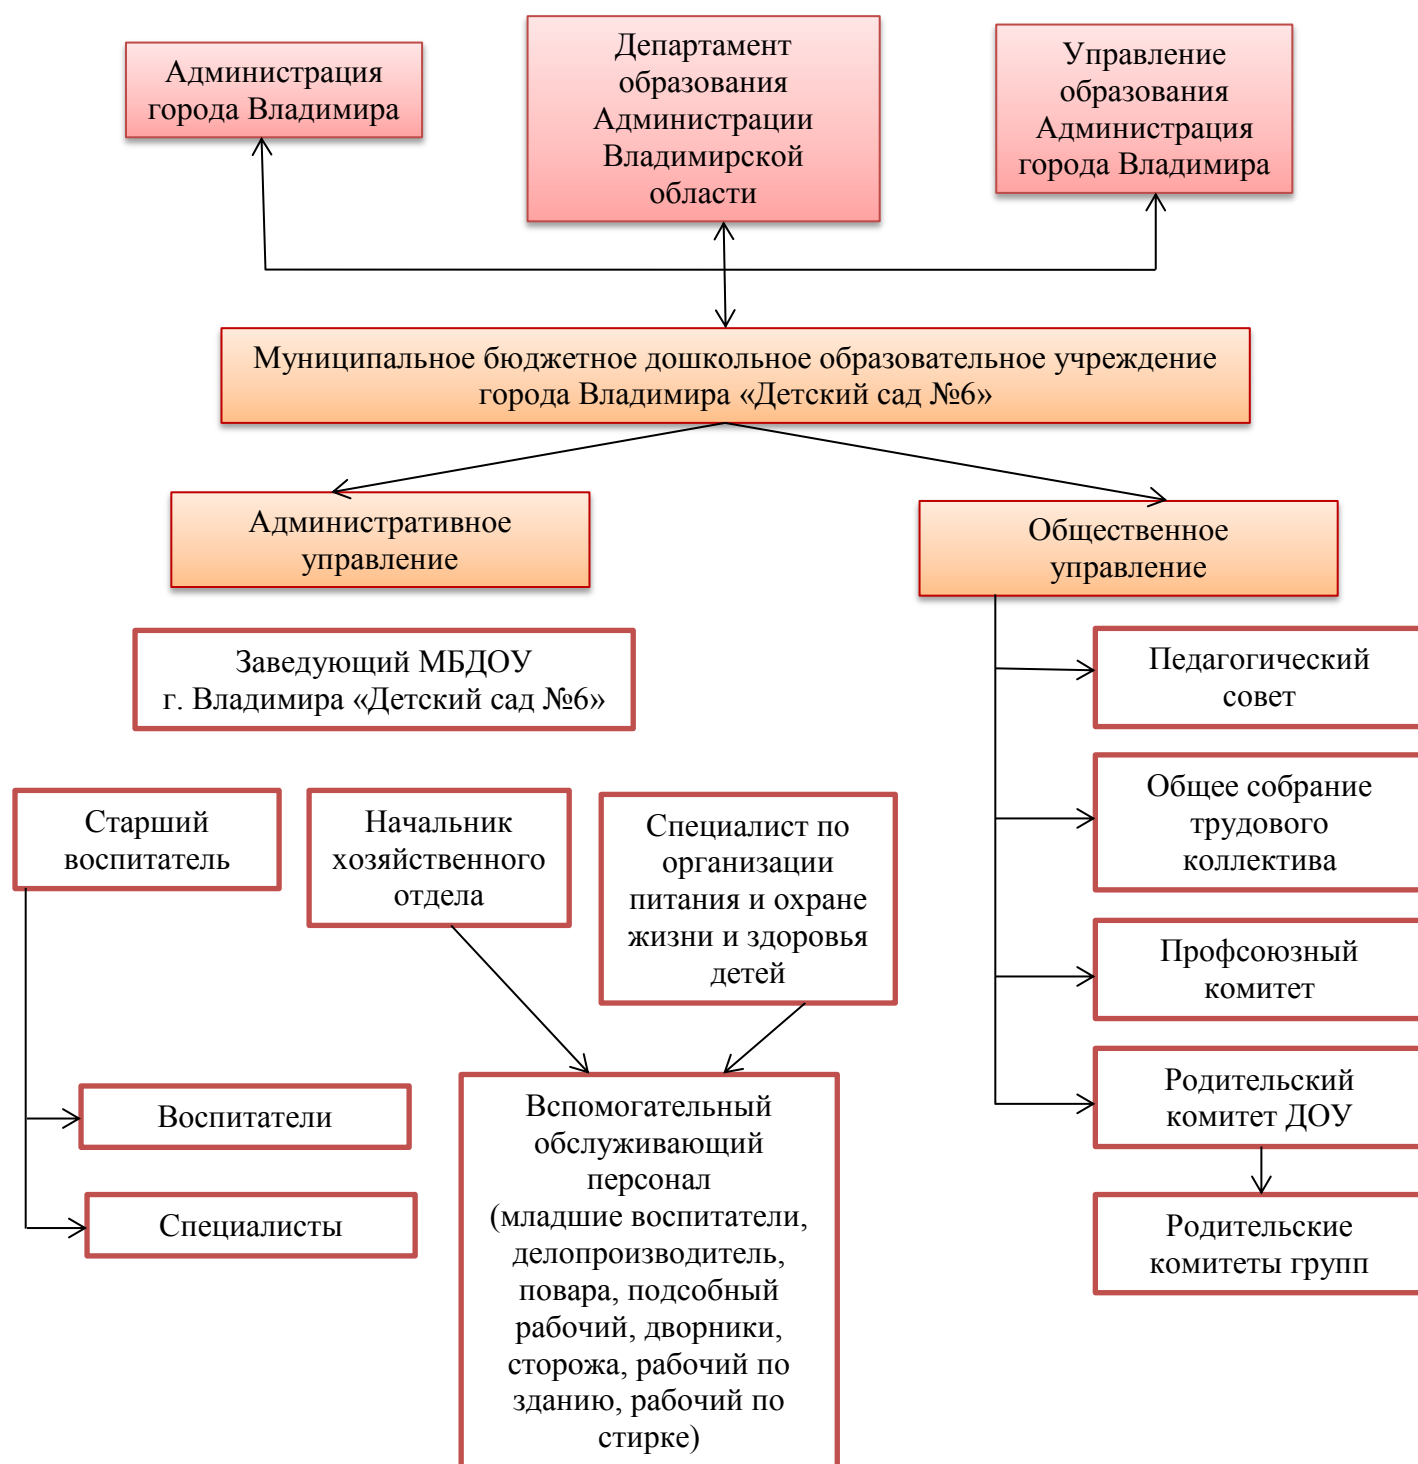 Администрация
города Владимира
Департамент
образования
Администрации
Владимирской
области
Управление
образования
Администрация
города Владимира
Муниципальное бюджетное дошкольное образовательное учреждение
города Владимира «Детский сад №6»
Административное
управление
Общественное
управление
Заведующий МБДОУ
г. Владимира «Детский сад №6»
Старший
воспитатель
Начальник
хозяйственного
отдела
Специалист по
организации
питания и охране
жизни и здоровья
детей
Воспитатели
Специалисты
Вспомогательный
обслуживающий
персонал
(младшие воспитатели,
делопроизводитель,
повара, подсобный
рабочий, дворники,
сторожа, рабочий по
зданию, рабочий по
стирке)
Педагогический
совет
Общее собрание
трудового
коллектива
Профсоюзный
комитет
Родительский
комитет ДОУ
Родительские
комитеты групп